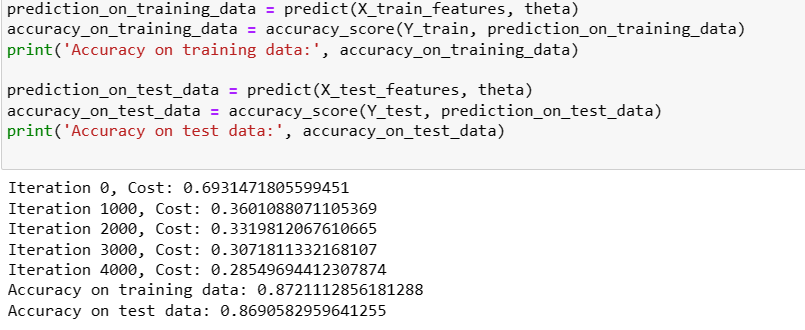 prediction_on_training_data = predict(X_train_features, theta)
accuracy_on_training_data = accuracy_score(Y_train, prediction_on_training_data)
print('Accuracy on training data:', accuracy_on_training_data)
prediction_on_test_data = predict(X_test_features, theta)
accuracy_on_test_data = accuracy_score(Y_test, prediction_on_test_data)
print('Accuracy on test data:', accuracy_on_test_data)
Iteration 0, Cost: 0.6931471805599451
Iteration 1000, Cost: 0.3601088071105369
Iteration 2000, Cost: 0.3319812067610665
Iteration 3000, Cost: 0.3071811332168107
Iteration 4000, Cost: 0.28549694412307874
Accuracy on training data: 0.8721112856181288
Accuracy on test data: 0.8690582959641255